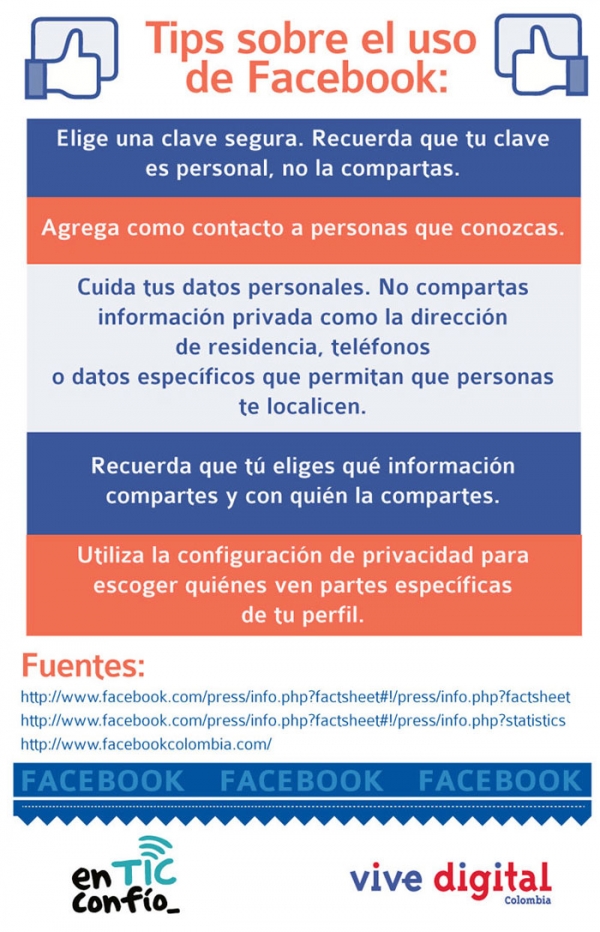 Tips sobre el uso
de Facebook:
Elige una clave segura. Recuerda que tu clave
es personal, no la compartas.
Agrega como contacto a personas que conozcas.
Cuida tus datos personales. No compartas
información privada como la dirección
de residencia, teléfonos
o datos específicos que permitan que personas
te localicen.
Recuerda que tú eliges qué información
compartes y con quién la compartes.
Utiliza la configuración de privacidad para
escoger quiénes ven partes específicas
de tu perfil.
Fuentes:
http://www.facebook.com/press/info.php?factsheet#!/press/info.php?factsheet
http://www.facebook.com/press/info.php?factsheet#!/press/info.php?statistics
http://www.facebookcolombia.com/
FACEBOOK FACEBOOK FACEBOOK
en TIC
confío_
vive digital
Colombia